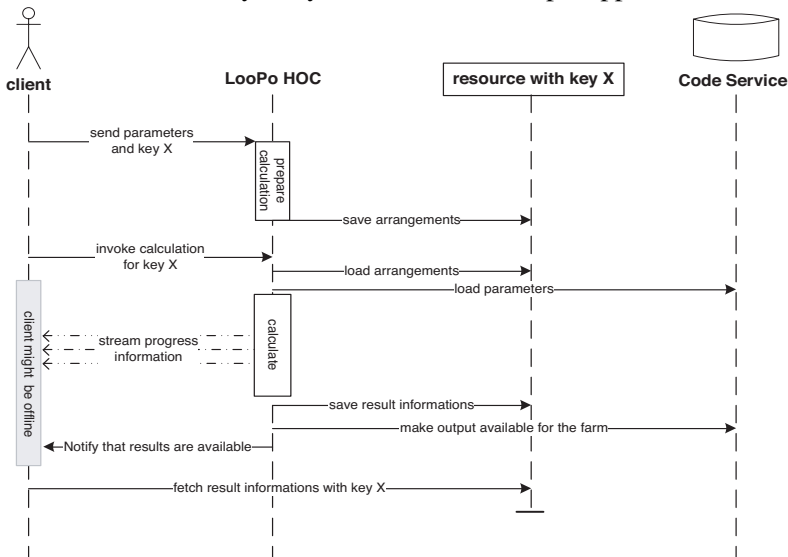 client
LooPo HOC
resource with key X
Code Service
send parameters
and key X
prepare
calculation
save arrangements
invoke calculation
for key X
load arrangements
load parameters
client might be offline
calculate
stream progress
information
save result informations
make output available for the farm
Notify that results are available
fetch result informations with key X